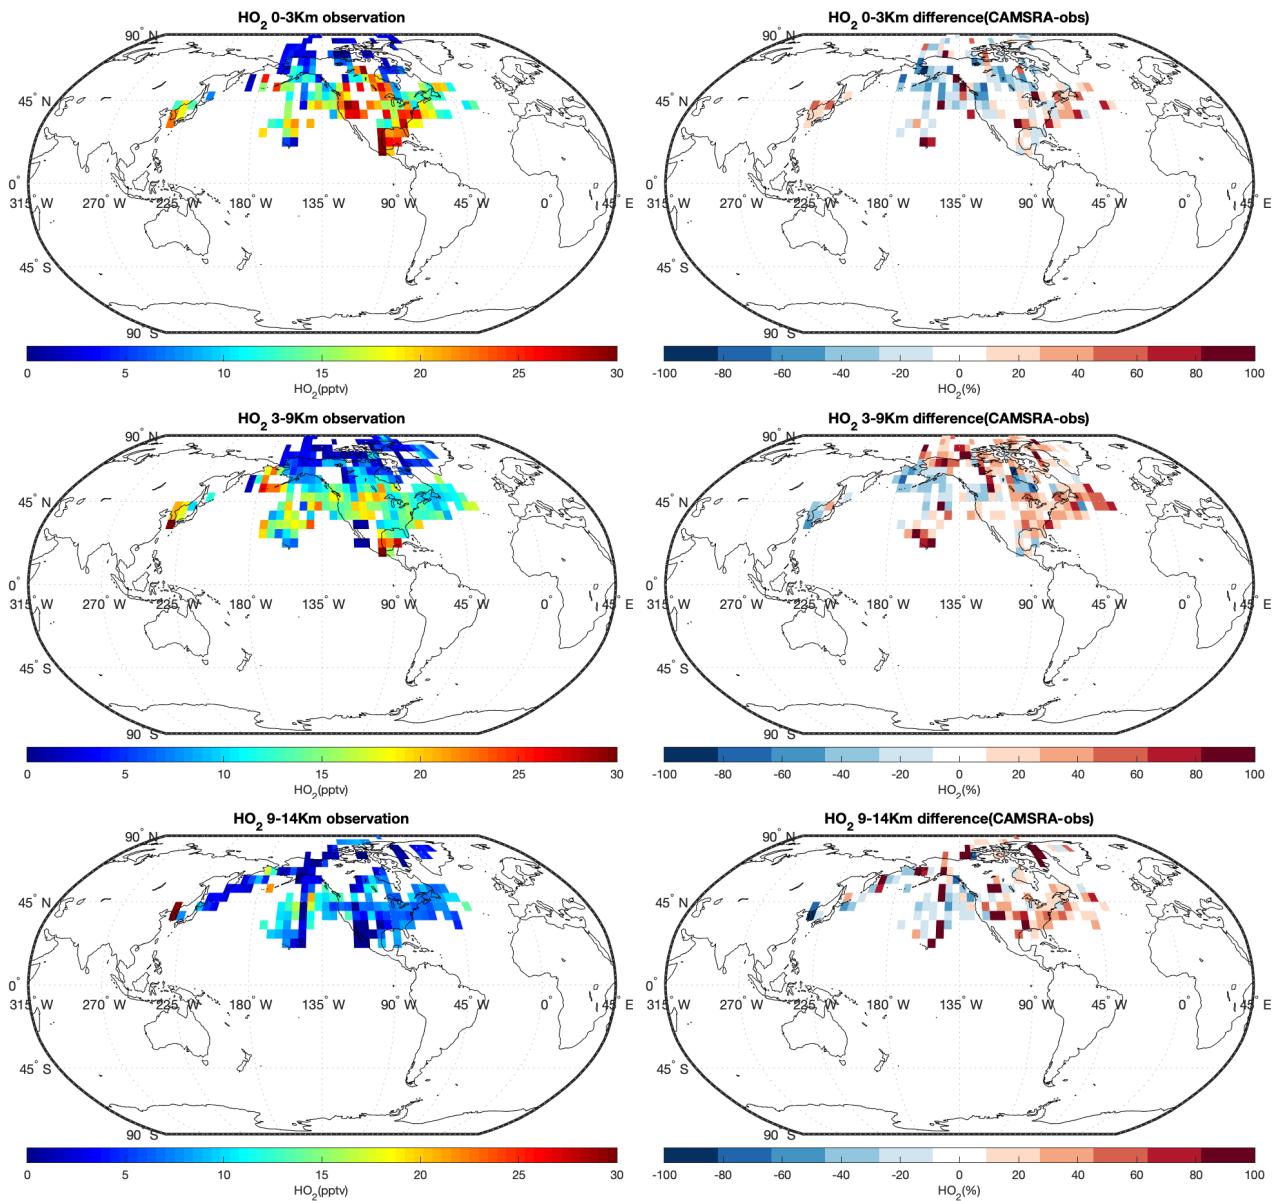 HO2 0-3Km observation
90° N
45° N
0°
315° W 270° W 225° W 180° W 135° W 90° W 45° W 0° 45° E
45° S
90° S
0 5 10 15 20 25 30
HO2(pptv)
HO2 0-3Km difference(CAMSRA-obs)
90° N
45° N
0°
315° W 270° W 225° W 180° W 135° W 90° W 45° W 0° 45° E
45° S
90° S
-100 -80 -60 -40 -20 0 20 40 60 80 100
HO2(%)
HO2 3-9Km observation
90° N
45° N
0°
315° W 270° W 225° W 180° W 135° W 90° W 45° W 0° 45° E
45° S
90° S
0 5 10 15 20 25 30
HO2(pptv)
HO2 3-9Km difference(CAMSRA-obs)
90° N
45° N
0°
315° W 270° W 225° W 180° W 135° W 90° W 45° W 0° 45° E
45° S
90° S
-100 -80 -60 -40 -20 0 20 40 60 80 100
HO2(%)
HO2 9-14Km observation
90° N
45° N
0°
315° W 270° W 225° W 180° W 135° W 90° W 45° W 0° 45° E
45° S
90° S
0 5 10 15 20 25 30
HO2(pptv)
HO2 9-14Km difference(CAMSRA-obs)
90° N
45° N
0°
315° W 270° W 225° W 180° W 135° W 90° W 45° W 0° 45° E
45° S
90° S
-100 -80 -60 -40 -20 0 20 40 60 80 100
HO2(%)